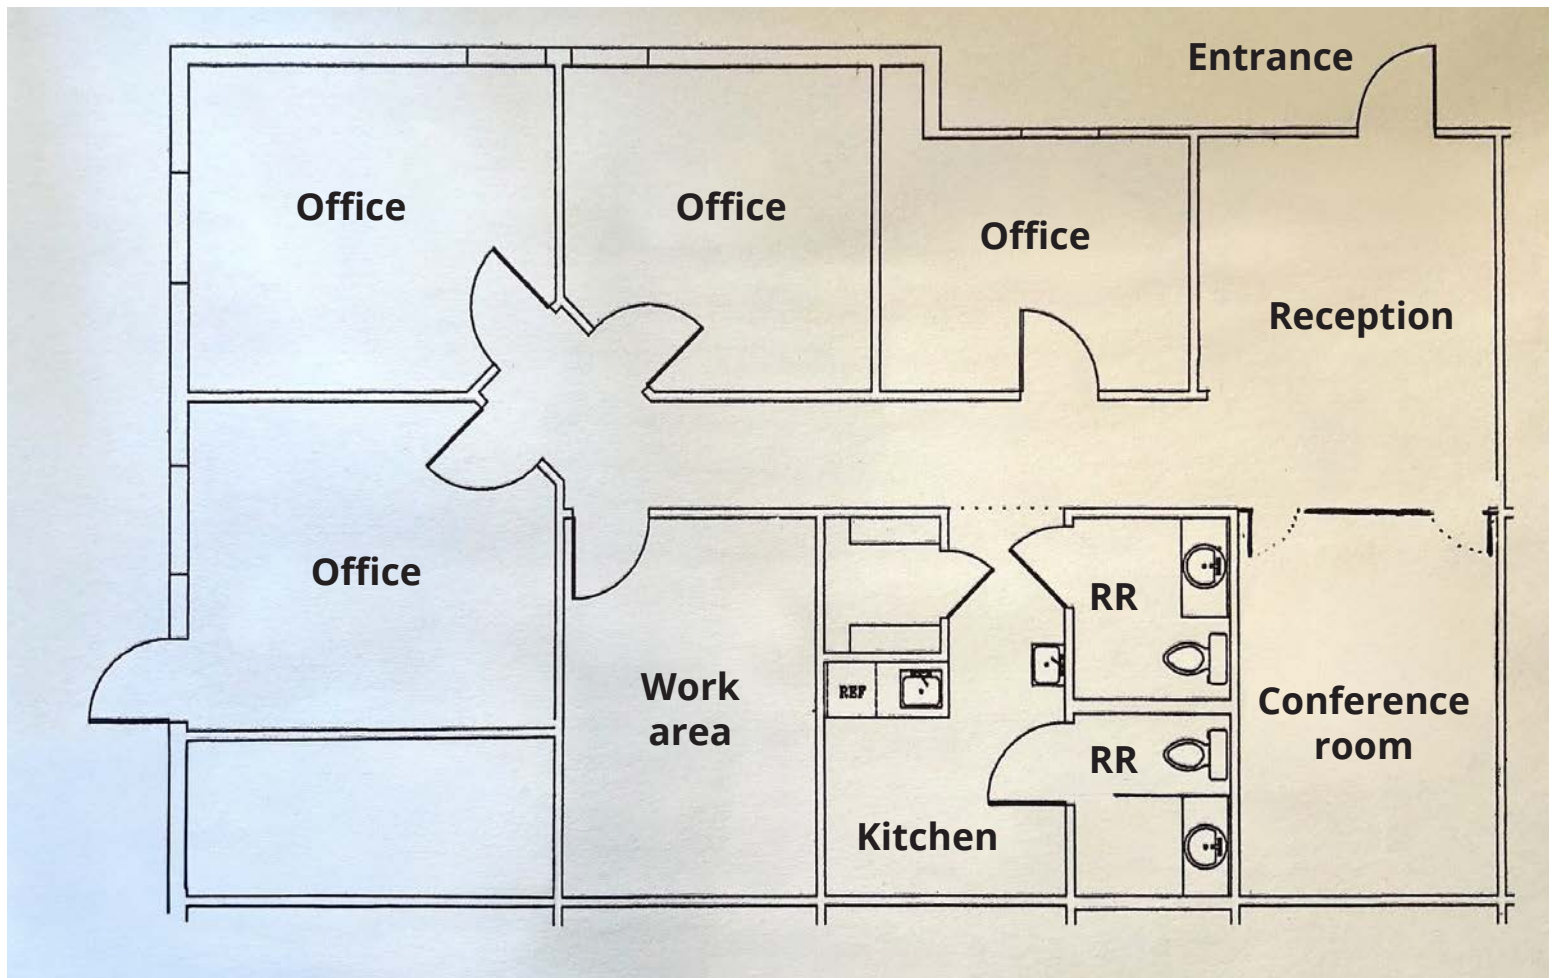 Entrance
Office
Office
Office
Reception
Office
RR
Work
area
REF
Conference
room
RR
Kitchen